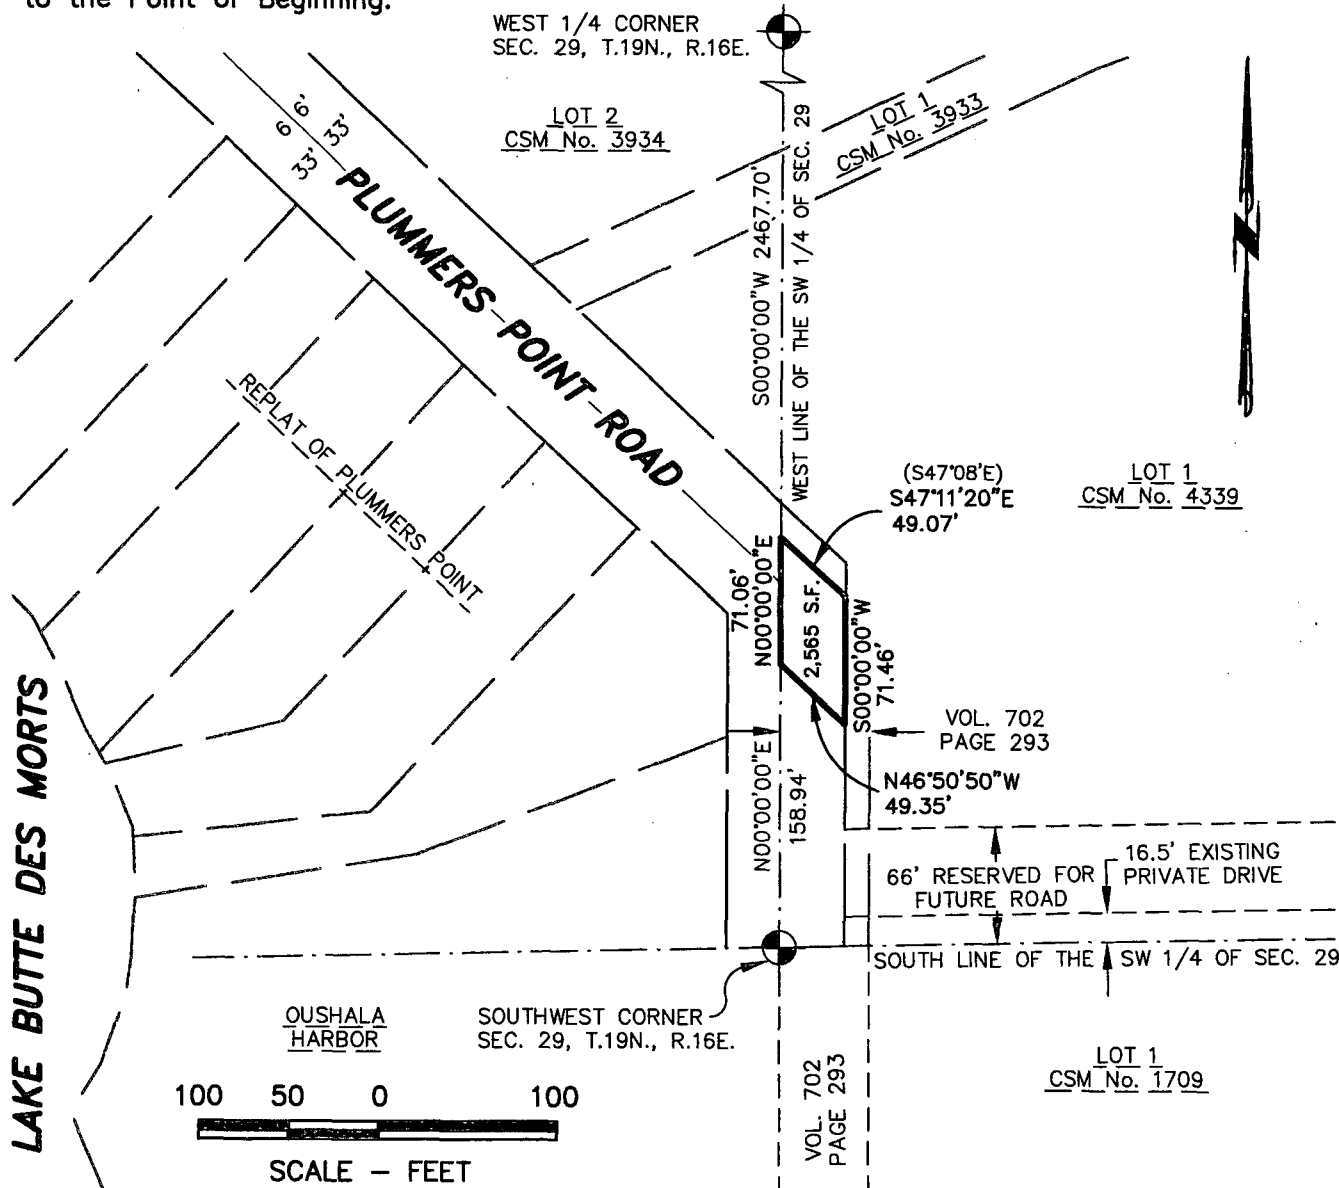 to the Point of Beginning.
WEST 1/4 CORNER
SEC. 29, T.19N., R.16E.
LOT 2
CSM No. 3934
LOT 1
CSM No. 3933
6 6'
33'
33'
PLUMMERS POINT ROAD
S00°00'00"W 2467.70'
WEST LINE OF THE SW 1/4 OF SEC. 29
REPLAT OF PLUMMERS POINT
(S47°08'E)
S47°11'20"E
49.07'
LOT 1
CSM No. 4339
N00°00'00"E
71.06'
2,565 S.F.
S00°00'00"W
71.46'
VOL. 702
PAGE 293
N46°50'50"W
49.35'
N00°00'00"E
158.94'
66' RESERVED FOR
FUTURE ROAD
16.5' EXISTING
PRIVATE DRIVE
SOUTH LINE OF THE SW 1/4 OF SEC. 29
LAKE BUTTE DES MORTS
OUSHALA
HARBOR
SOUTHWEST CORNER
SEC. 29, T.19N., R.16E.
VOL. 702
PAGE 293
LOT 1
CSM No. 1709
100 50 0 100
SCALE – FEET
N